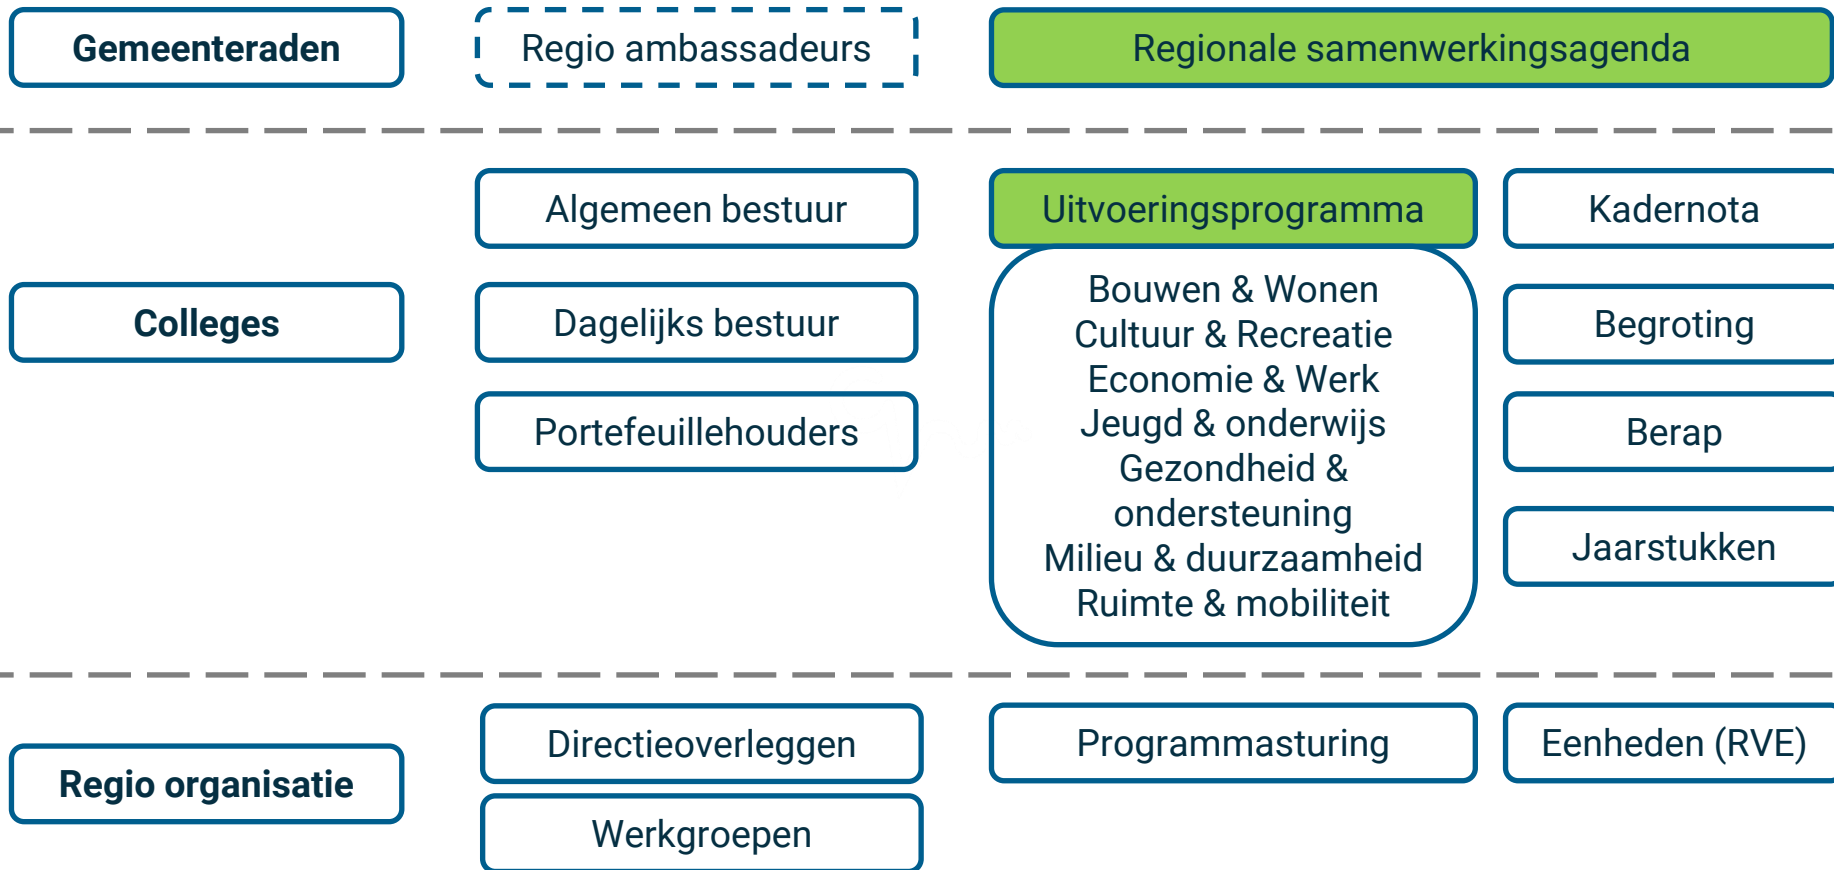 Gemeenteraden
Regio ambassadeurs
Regionale samenwerkingsagenda
Algemeen bestuur
Uitvoeringsprogramma
Kadernota
Colleges
Dagelijks bestuur
Portefeuillehouders
Bouwen & Wonen
Cultuur & Recreatie
Economie & Werk
Jeugd & onderwijs
Gezondheid &
ondersteuning
Milieu & duurzaamheid
Ruimte & mobiliteit
Begroting
Berap
Jaarstukken
Regio organisatie
Directieoverleggen
Werkgroepen
Programmasturing
Eenheden (RVE)